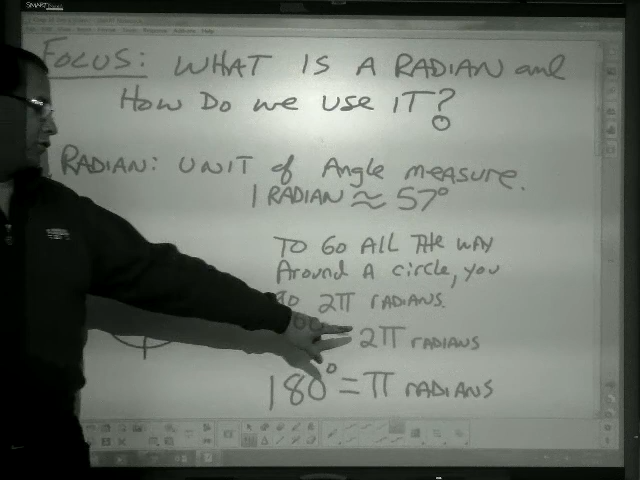 SMART
FOCUS: WHAT IS A RADIAN and
How Do we use IT?
RADIAN: UNIT of Angle measure.
1 RADIAN ≈ 57°
TO GO ALL THE WAY
Around A circle, you
2π radians.
2π radians
180° = π radians